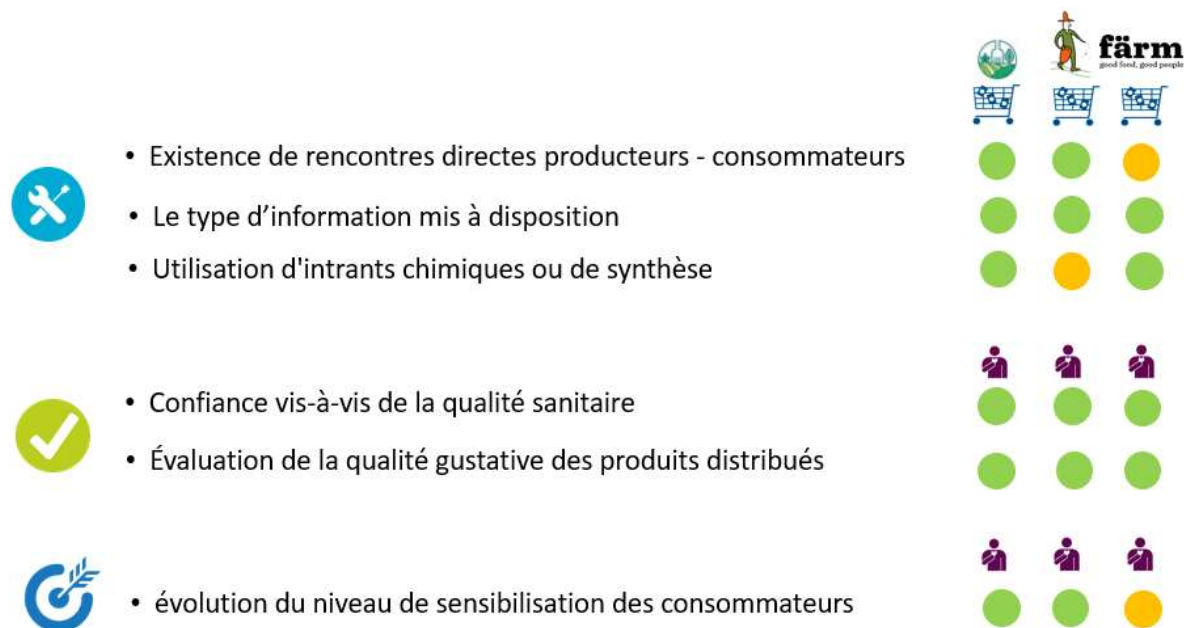 färm
good food, good people
• Existence de rencontres directes producteurs - consommateurs
• Le type d’information mis à disposition
• Utilisation d'intrants chimiques ou de synthèse
• Confiance vis-à-vis de la qualité sanitaire
• Évaluation de la qualité gustative des produits distribués
• évolution du niveau de sensibilisation des consommateurs